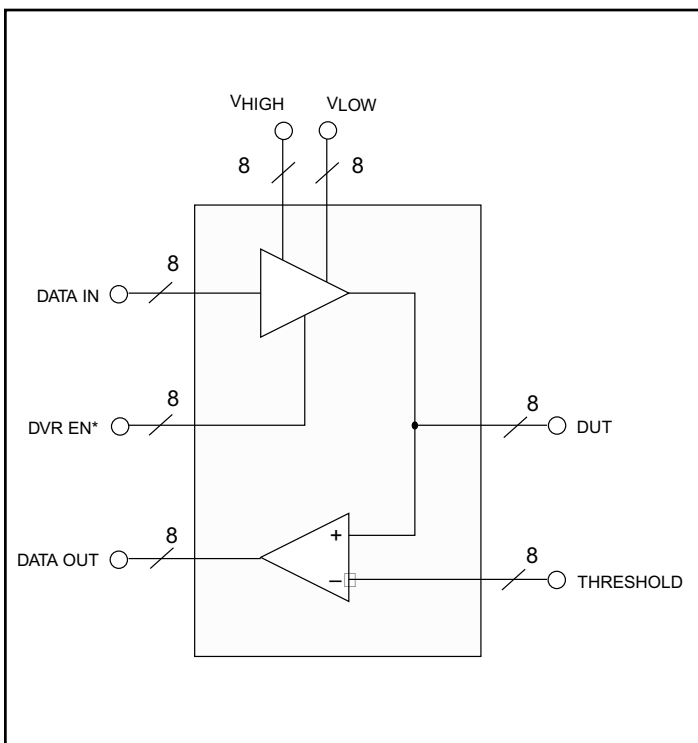 VHIGH
VLOW
8
8
8
DATA IN
8
DVR EN*
8
DUT
+
8
DATA OUT
–
8
THRESHOLD